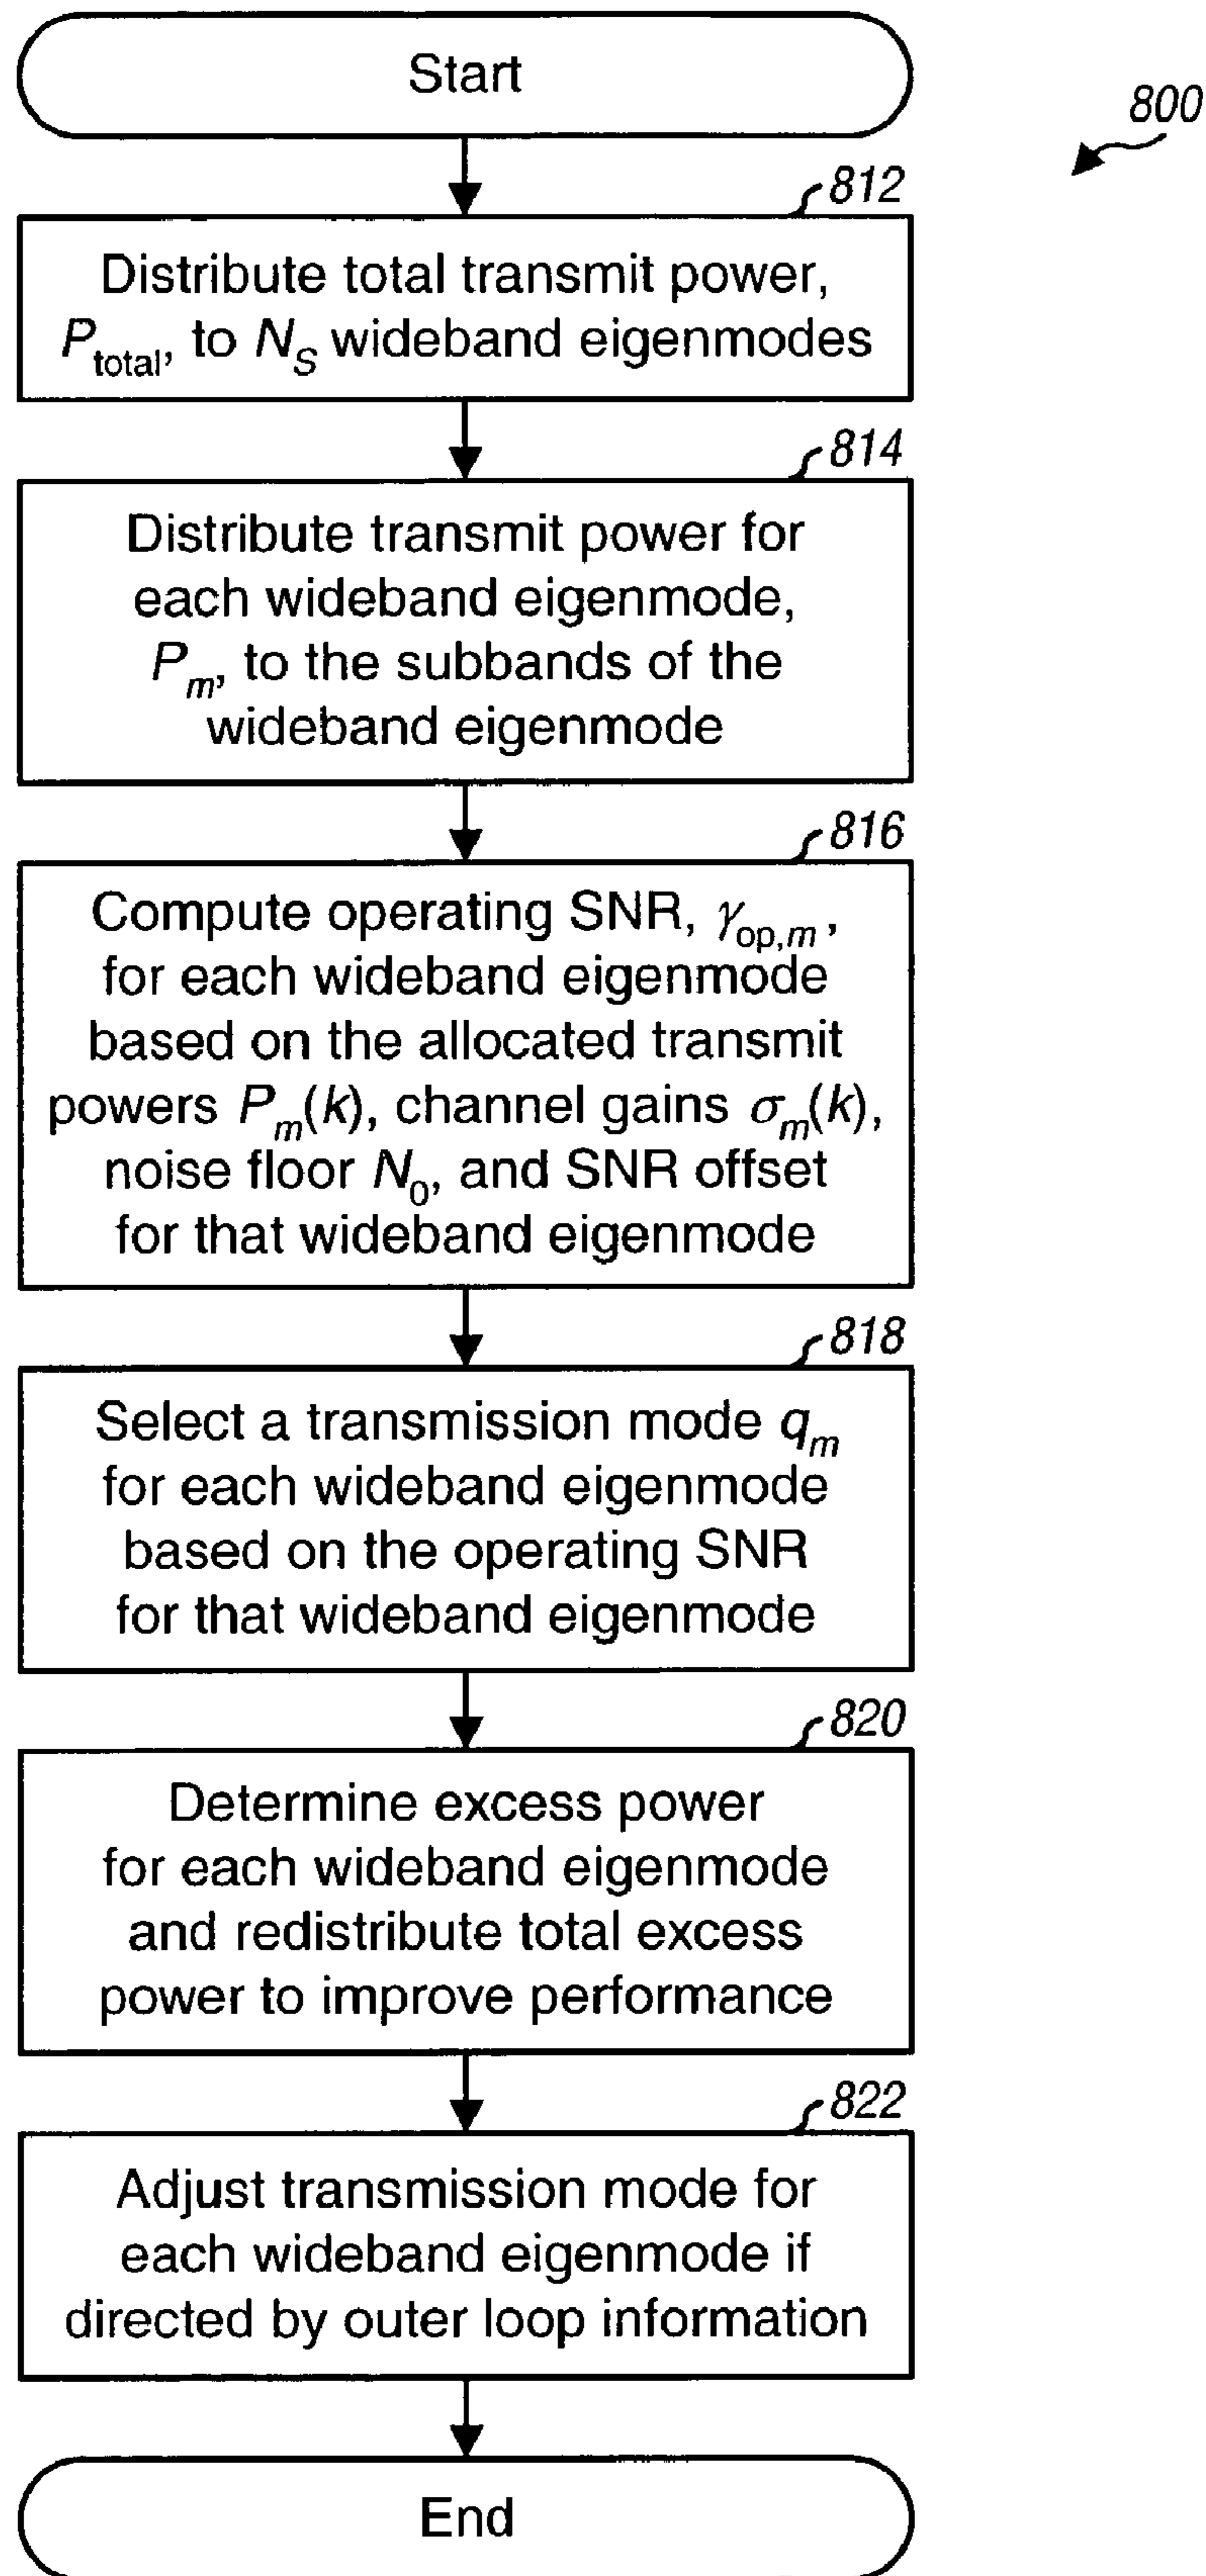 Start
800
812
Distribute total transmit power,
P_total, to N_S wideband eigenmodes
814
Distribute transmit power for
each wideband eigenmode,
P_m, to the subbands of the
wideband eigenmode
816
Compute operating SNR, γ_op,m,
for each wideband eigenmode
based on the allocated transmit
powers P_m(k), channel gains σ_m(k),
noise floor N_0, and SNR offset
for that wideband eigenmode
818
Select a transmission mode q_m
for each wideband eigenmode
based on the operating SNR
for that wideband eigenmode
820
Determine excess power
for each wideband eigenmode
and redistribute total excess
power to improve performance
822
Adjust transmission mode for
each wideband eigenmode if
directed by outer loop information
End